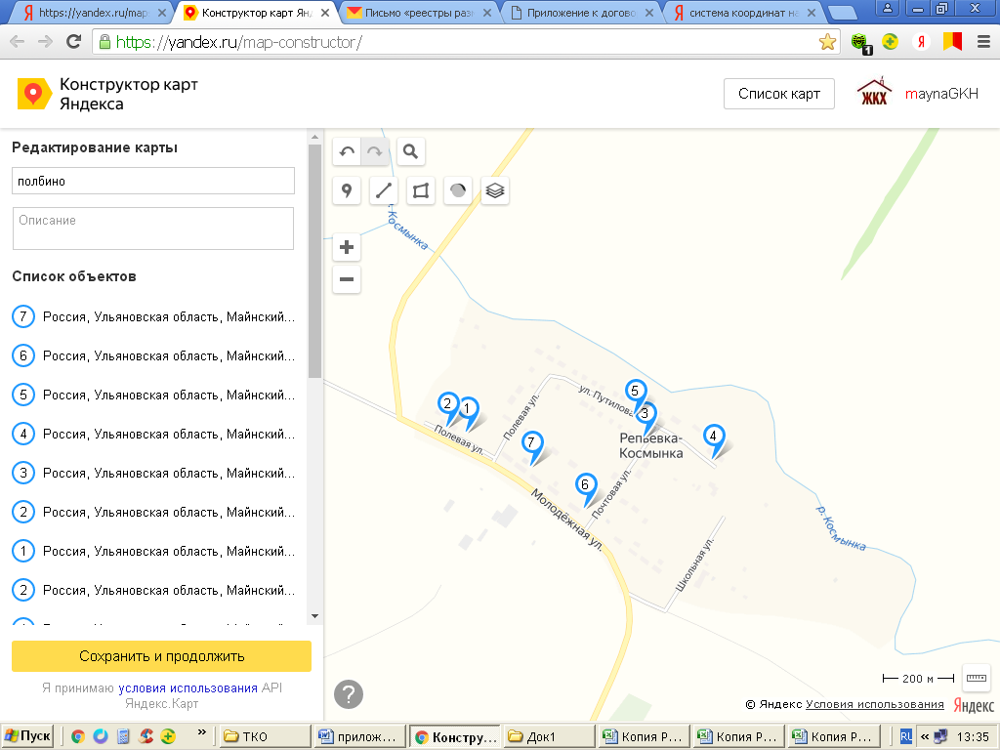 https://yandex.ru/map
Конструктор карт Ян
Письмо «реестры раз
Приложение к догово
система координат на
https://yandex.ru/map-constructor/
1
Я
Конструктор карт
Яндекса
Список карт
ЖКХ
maynaGKH
Редактирование карты
полбино
Описание
Список объектов
7 Россия, Ульяновская область, Майнский...
6 Россия, Ульяновская область, Майнский...
5 Россия, Ульяновская область, Майнский...
4 Россия, Ульяновская область, Майнский...
3 Россия, Ульяновская область, Майнский...
2 Россия, Ульяновская область, Майнский...
1 Россия, Ульяновская область, Майнский...
2 Россия, Ульяновская область, Майнский...
Сохранить и продолжить
Я принимаю условия использования API
Яндекс.Карт
р. Космынка
ул. Путилова
5
3
4
2
1
7
6
Полевая ул.
Полевая ул.
Репьёвка-
Космынка
Почтовая ул.
Молодёжная ул.
Школьная ул.
р. Космынка
200 м
?
© Яндекс Условия использования
Яндекс
Пуск
»
ТКО
прилож...
Констру...
Док1
Копия Р...
Копия Р...
Копия Р...
RU
«
13:35